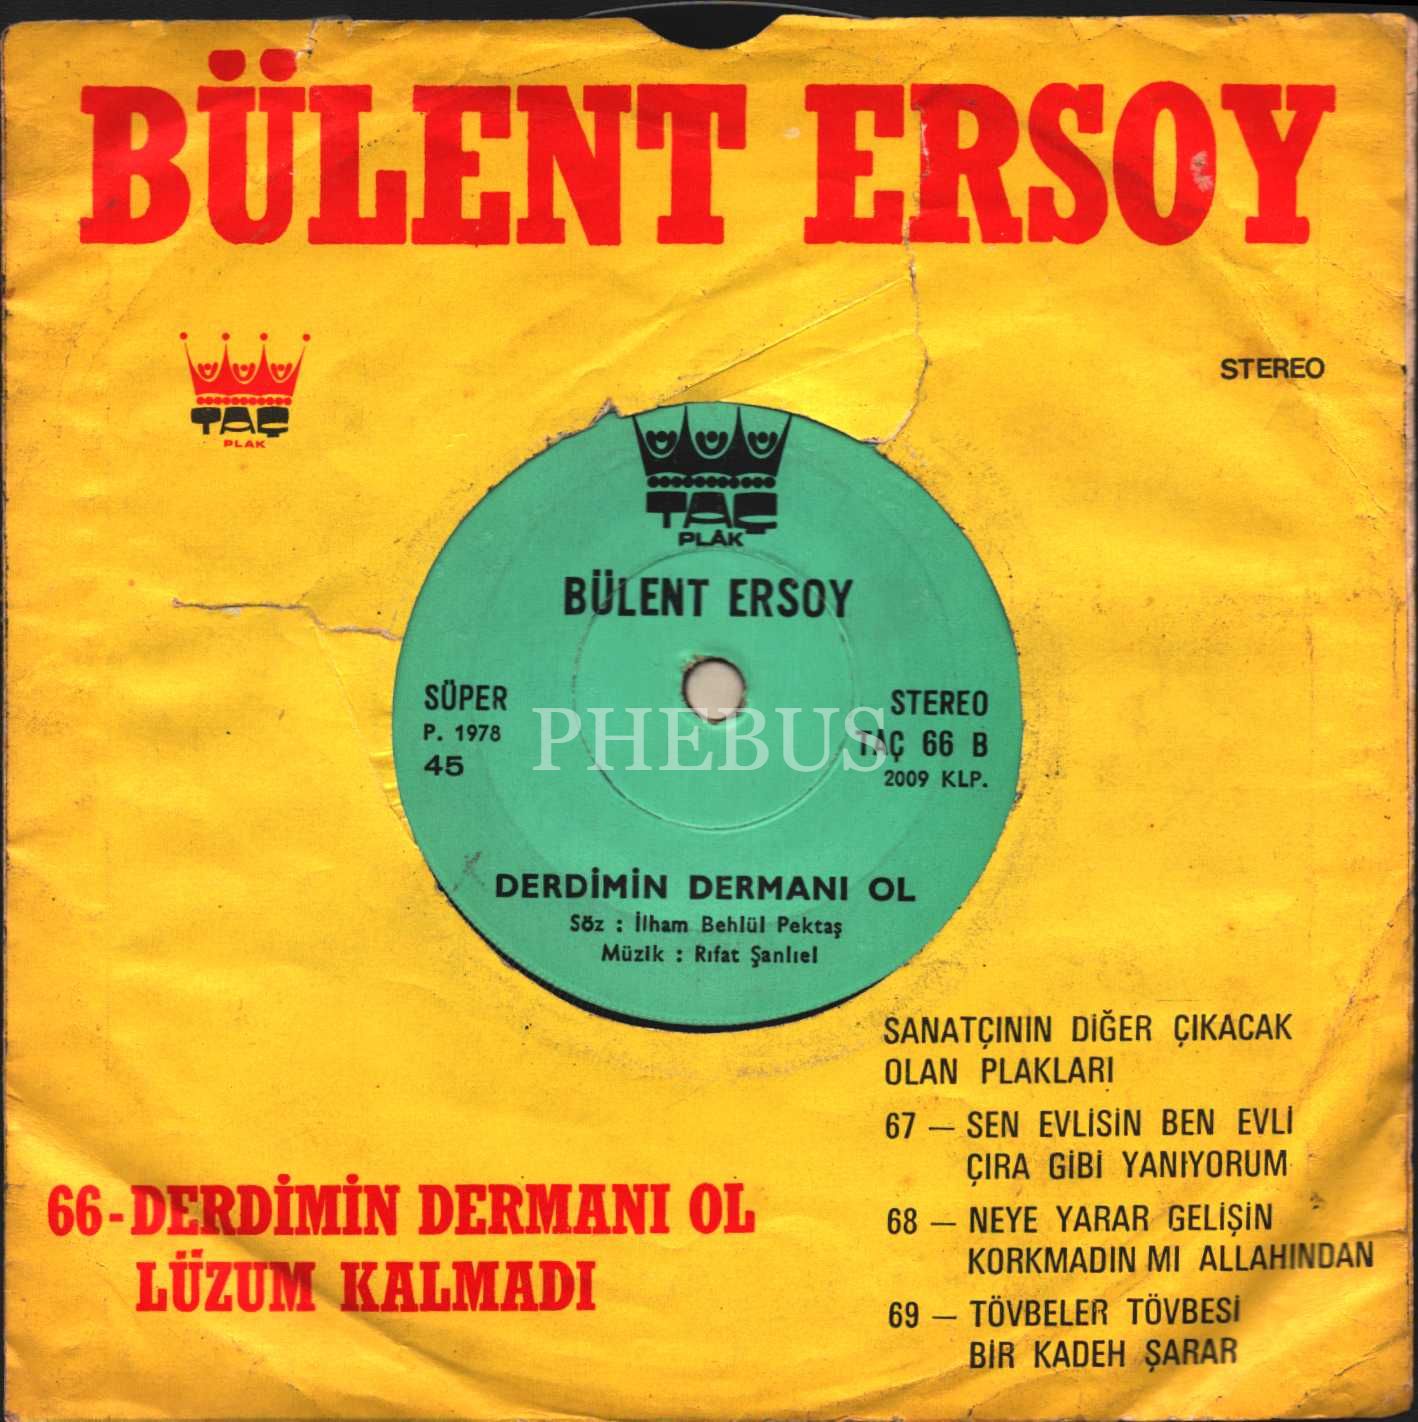 BÜLENT ERSOY
TAÇ
PLAK
STEREO
TAÇ
PLAK
BÜLENT ERSOY
SÜPER
P. 1978
45
STEREO
TAÇ 66 B
2009 KLP.
PHEBUS
DERDİMİN DERMANI OL
Söz : İlham Behlül Pektaş
Müzik : Rıfat Şanlıel
66-DERDİMİN DERMANI OL
LÜZUM KALMADI
SANATÇININ DİĞER ÇIKACAK
OLAN PLAKLARI
67 — SEN EVLİSİN BEN EVLİ
ÇIRA GİBİ YANIYORUM
68 — NEYE YARAR GELİŞİN
KORKMADIN MI ALLAHINDAN
69 — TÖVBELER TÖVBESİ
BİR KADEH ŞARAR